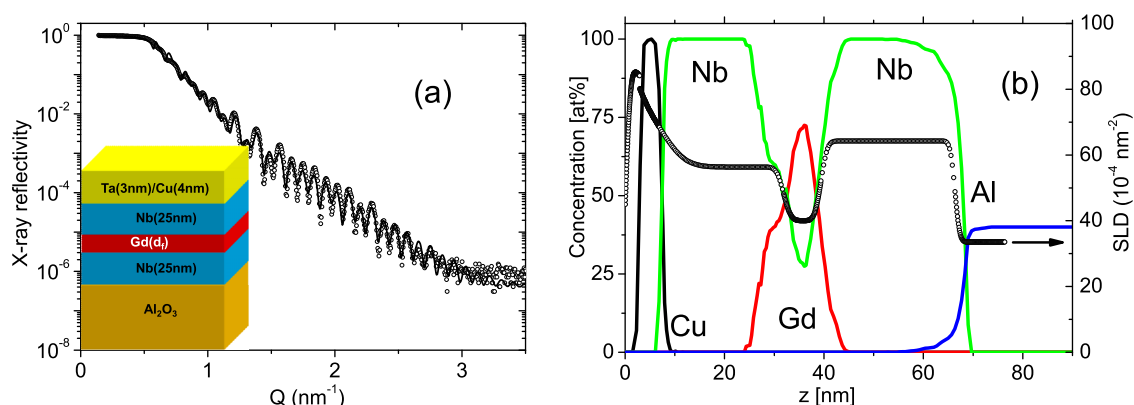 (a)
X-ray reflectivity
10⁰
10⁻²
10⁻⁴
10⁻⁶
10⁻⁸
0
1
2
3
Q (nm⁻¹)
Ta(3nm)/Cu(4nm)
Nb(25nm)
Gd(d_f)
Nb(25nm)
Al₂O₃
(b)
Concentration [at%]
100
75
50
25
0
0
20
40
60
80
z [nm]
Nb
Nb
Al
Cu
Gd
100
80
60
40
20
0
SLD (10⁻⁴ nm⁻²)